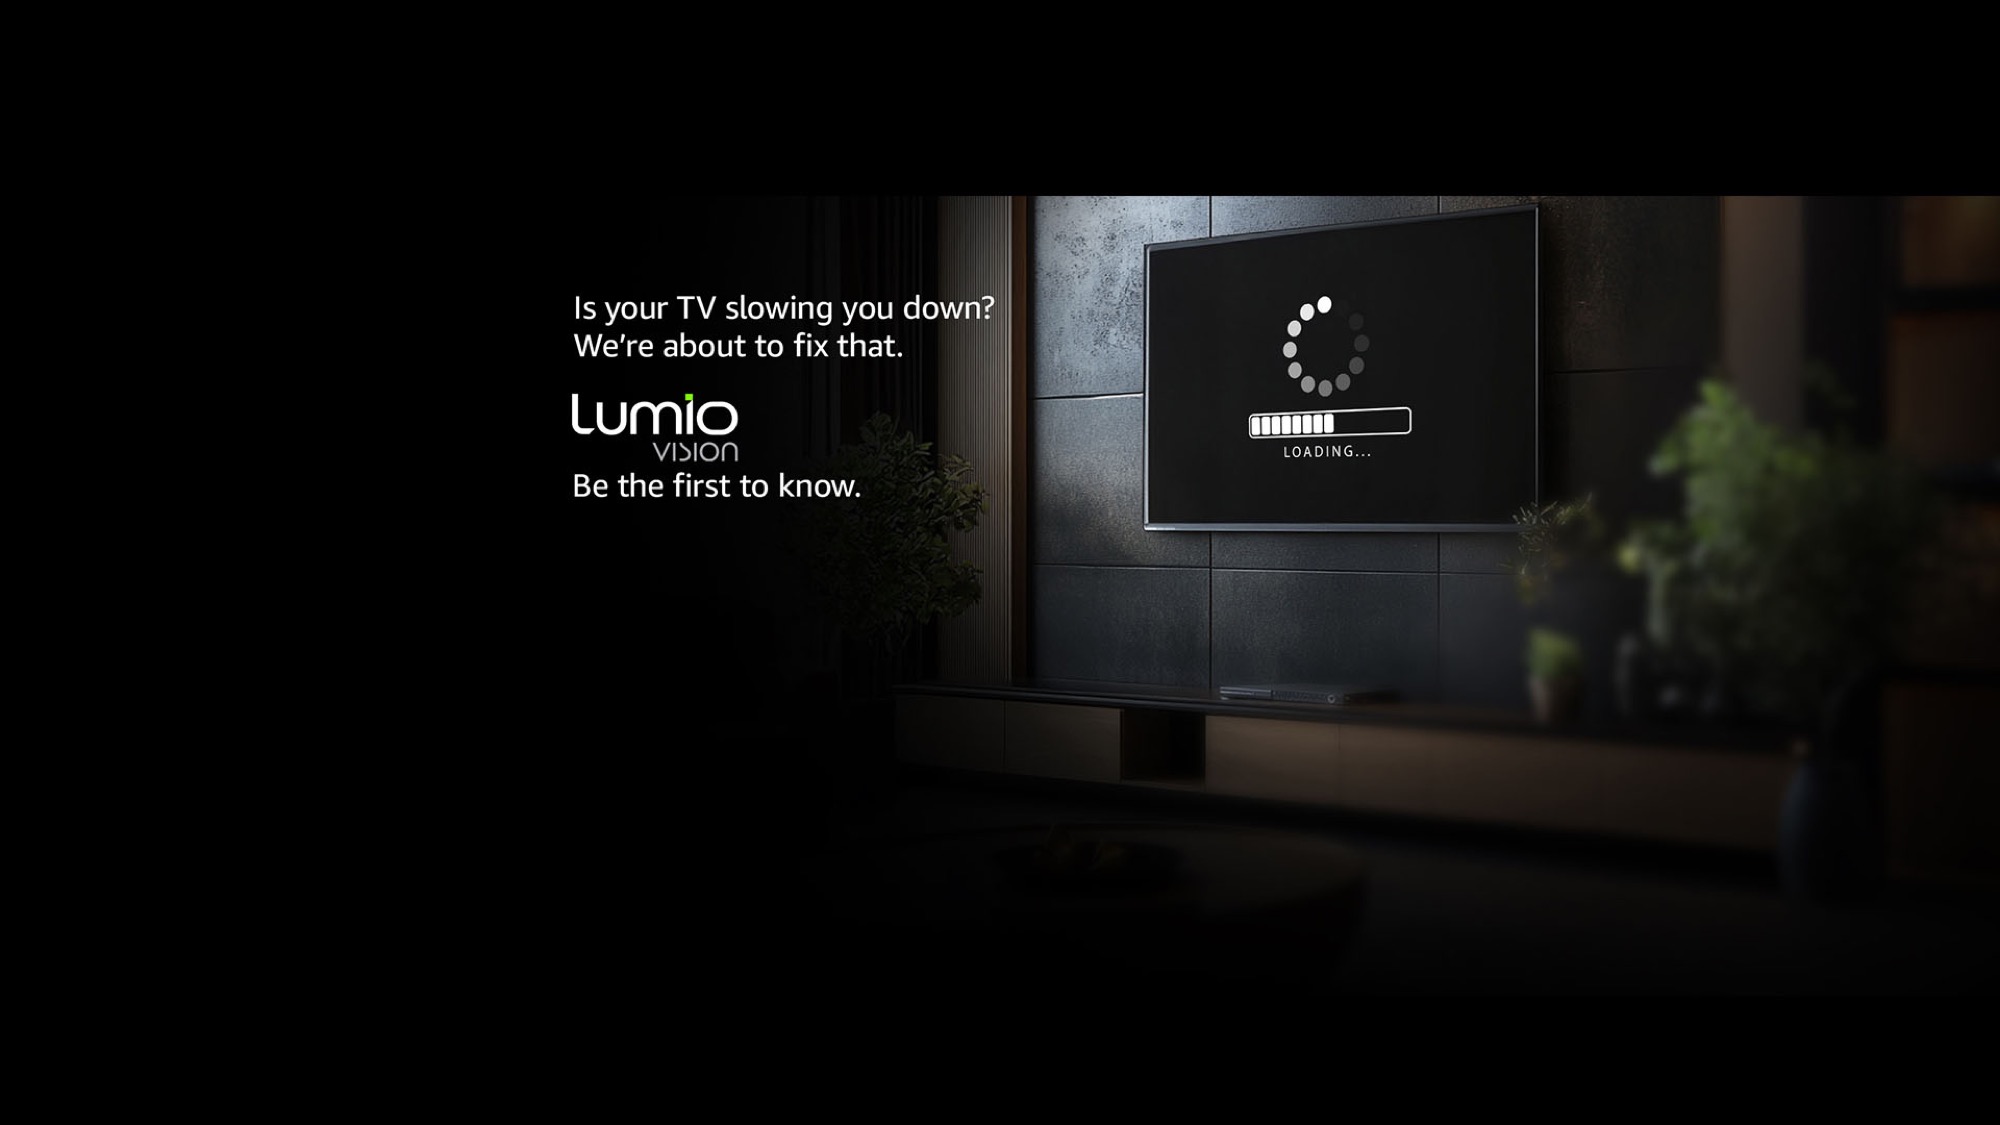 Is your TV slowing you down?
We're about to fix that.
Lumio
VISION
Be the first to know.
LOADING...